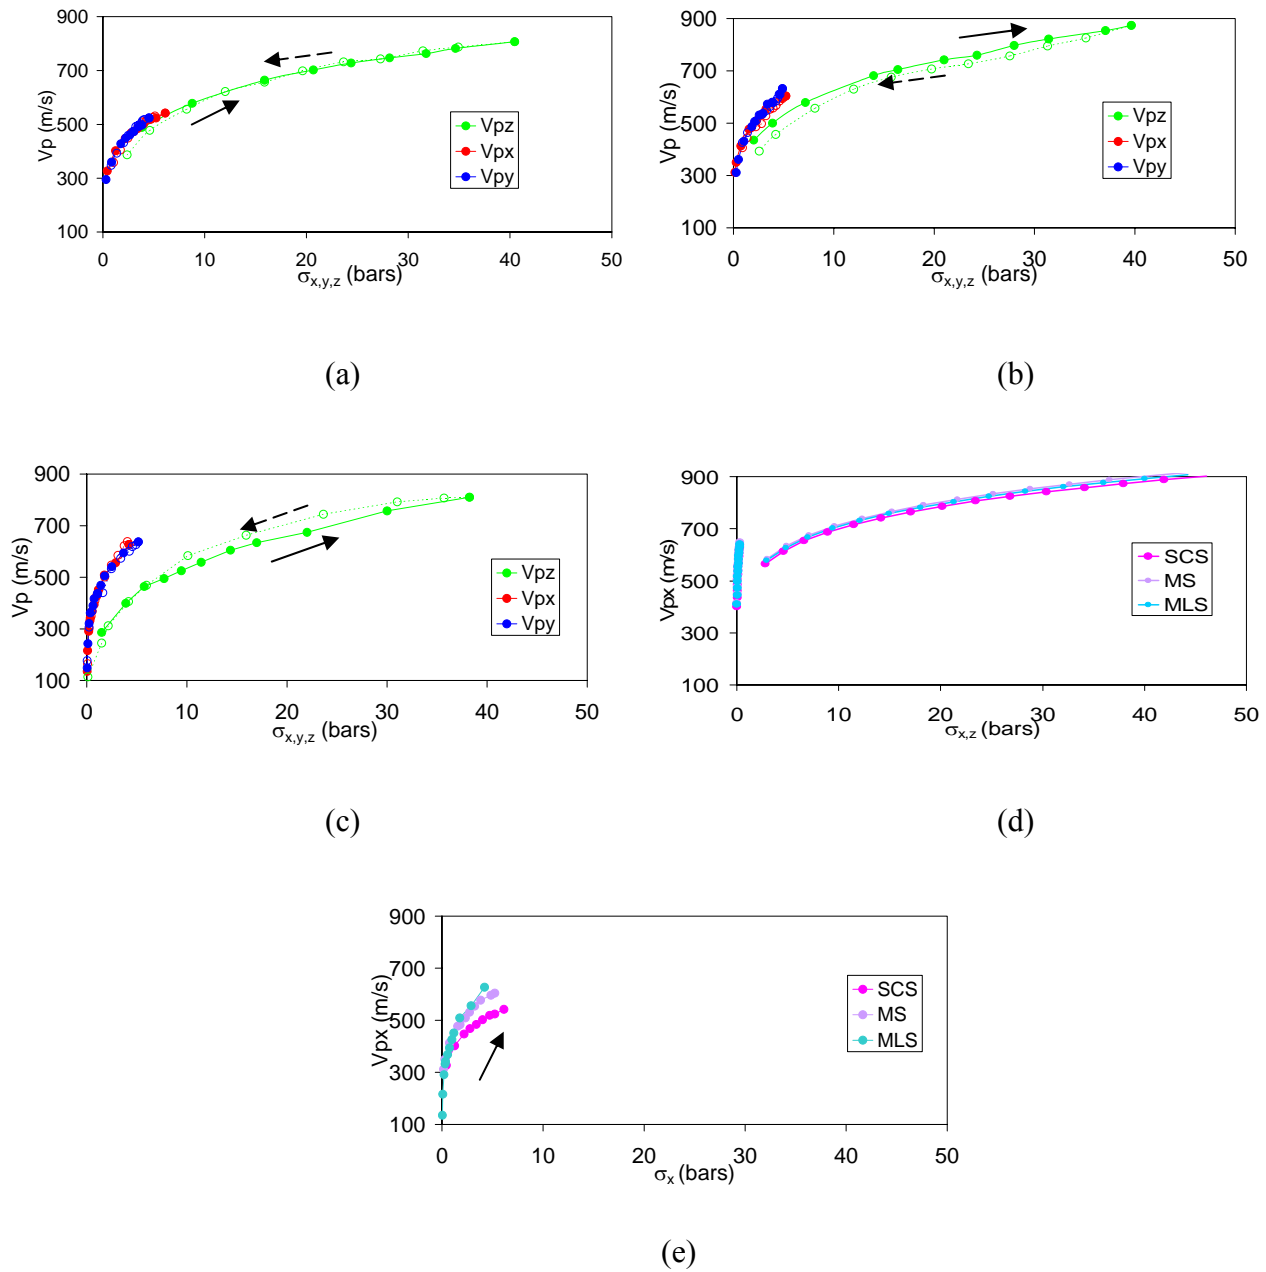 900
700
500
300
100
Vp (m/s)
0 10 20 30 40 50
σx,y,z (bars)
Vpz
Vpx
Vpy
(a)
900
700
500
300
100
Vp (m/s)
0 10 20 30 40 50
σx,y,z (bars)
Vpz
Vpx
Vpy
(b)
900
700
500
300
100
Vp (m/s)
0 10 20 30 40 50
σx,y,z (bars)
Vpz
Vpx
Vpy
(c)
900
700
500
300
100
Vpx (m/s)
0 10 20 30 40 50
σx,z (bars)
SCS
MS
MLS
(d)
900
700
500
300
100
Vpx (m/s)
0 10 20 30 40 50
σx (bars)
SCS
MS
MLS
(e)